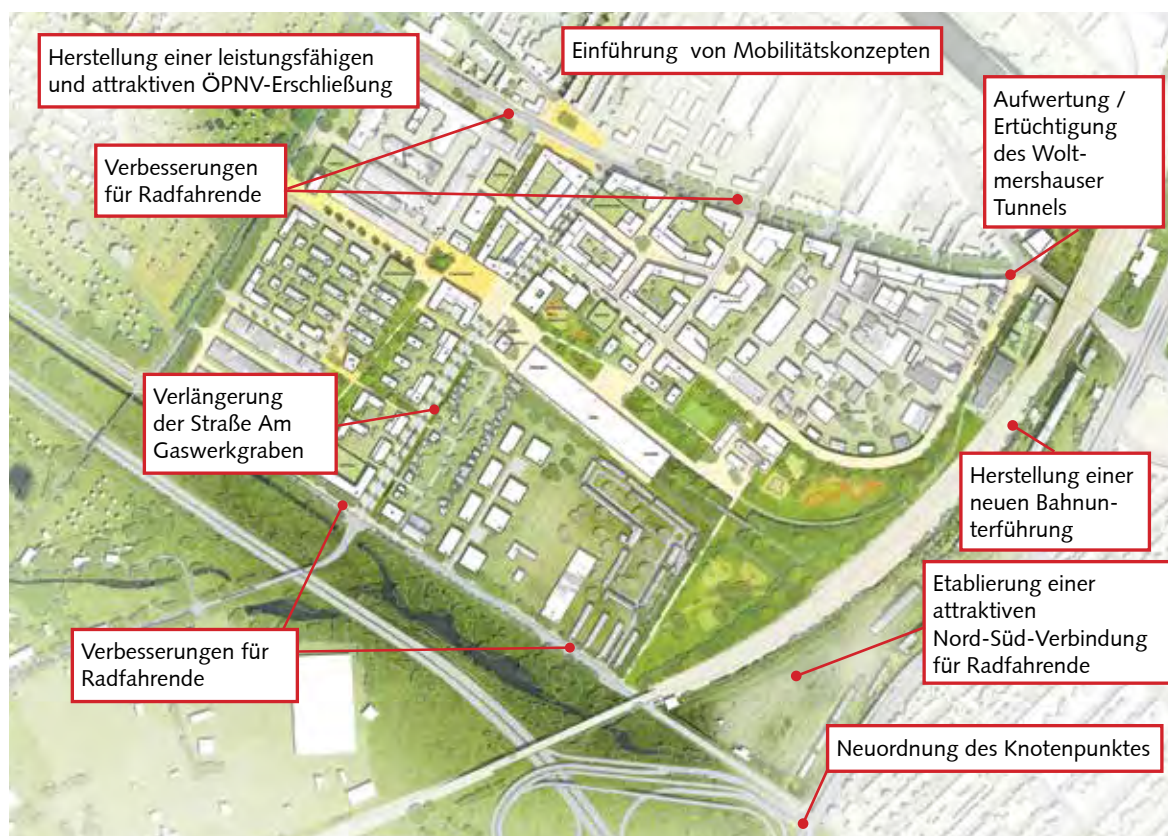 Herstellung einer leistungsfähigen
und attraktiven ÖPNV-Erschließung
Einführung von Mobilitätskonzepten
Aufwertung /
Ertüchtigung
des Wolt-
mershauser
Tunnels
Verbesserungen
für Radfahrende
Verlängerung
der Straße Am
Gaswerkgraben
Herstellung einer
neuen Bahnun-
terführung
Etablierung einer
attraktiven
Nord-Süd-Verbindung
für Radfahrende
Verbesserungen für
Radfahrende
Neuordnung des Knotenpunktes